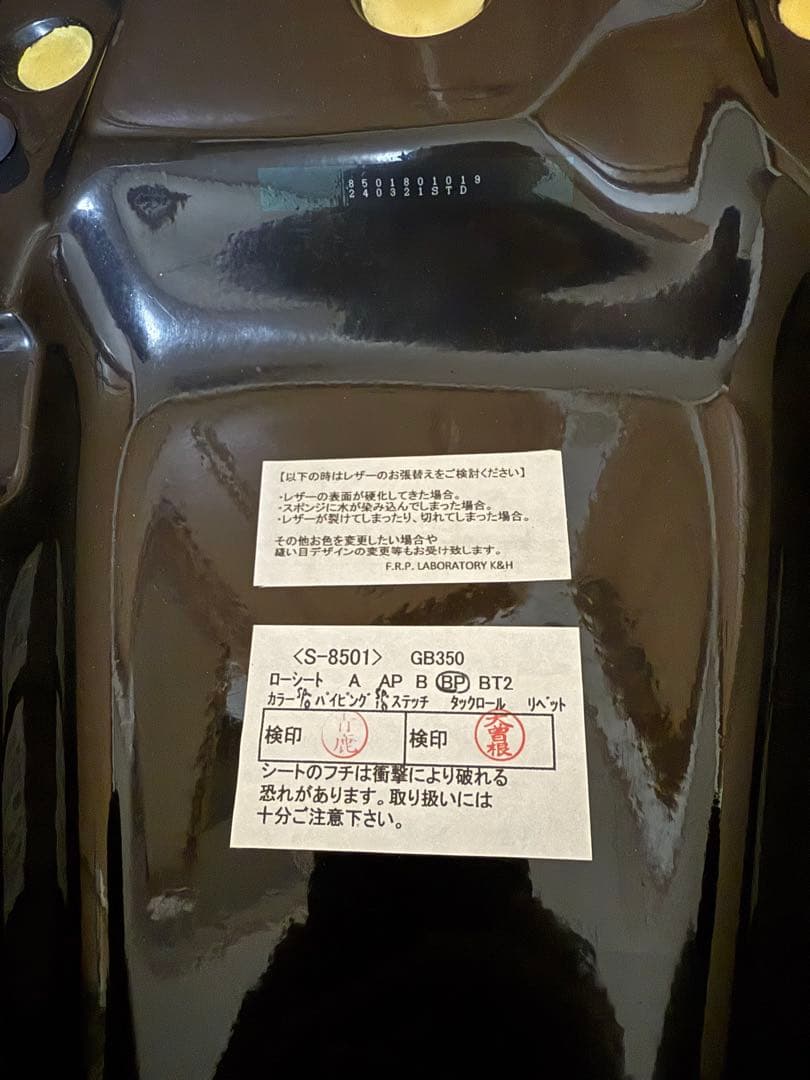 8501801019
240321STD
【以下の時はレザーのお張替えをご検討ください】
・レザーの表面が硬化してきた場合。
・スポンジに水が染み込んでしまった場合。
・レザーが裂けてしまったり、切れてしまった場合。
その他お色を変更したい場合や
縫い目デザインの変更等もお受け致します。
F.R.P. LABORATORY K&H
<S-8501> GB350
ローシート A AP B BP BT2
カラー パイピング ステッチ タックロール リベット
検印 検印 大曽根
シートのフチは衝撃により破れる
恐れがあります。取り扱いには
十分ご注意下さい。